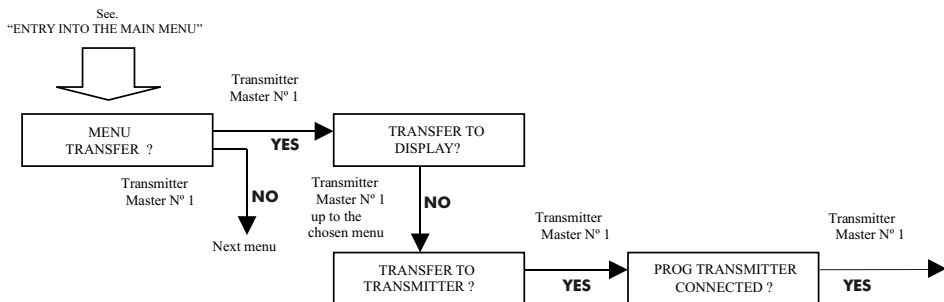 See.
“ENTRY INTO THE MAIN MENU”
Transmitter
Master Nº 1
MENU
TRANSFER ?
YES
TRANSFER TO
DISPLAY?
Transmitter
Master Nº 1
NO
Next menu
Transmitter
Master Nº 1
up to the
chosen menu
NO
Transmitter
Master Nº 1
Transmitter
Master Nº 1
TRANSFER TO
TRANSMITTER ?
YES
PROG TRANSMITTER
CONNECTED ?
YES